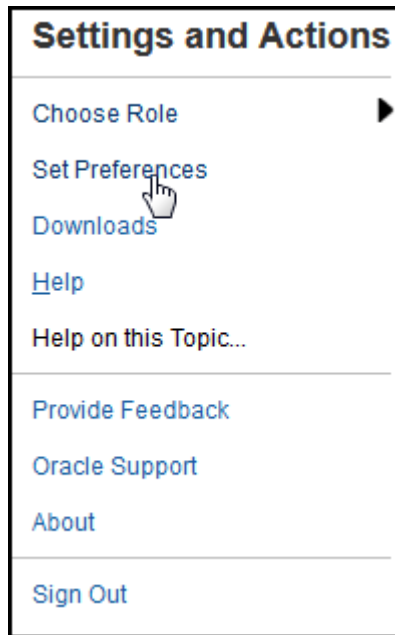 Settings and Actions
Choose Role
Set Preferences
Downloads
Help
Help on this Topic...
Provide Feedback
Oracle Support
About
Sign Out